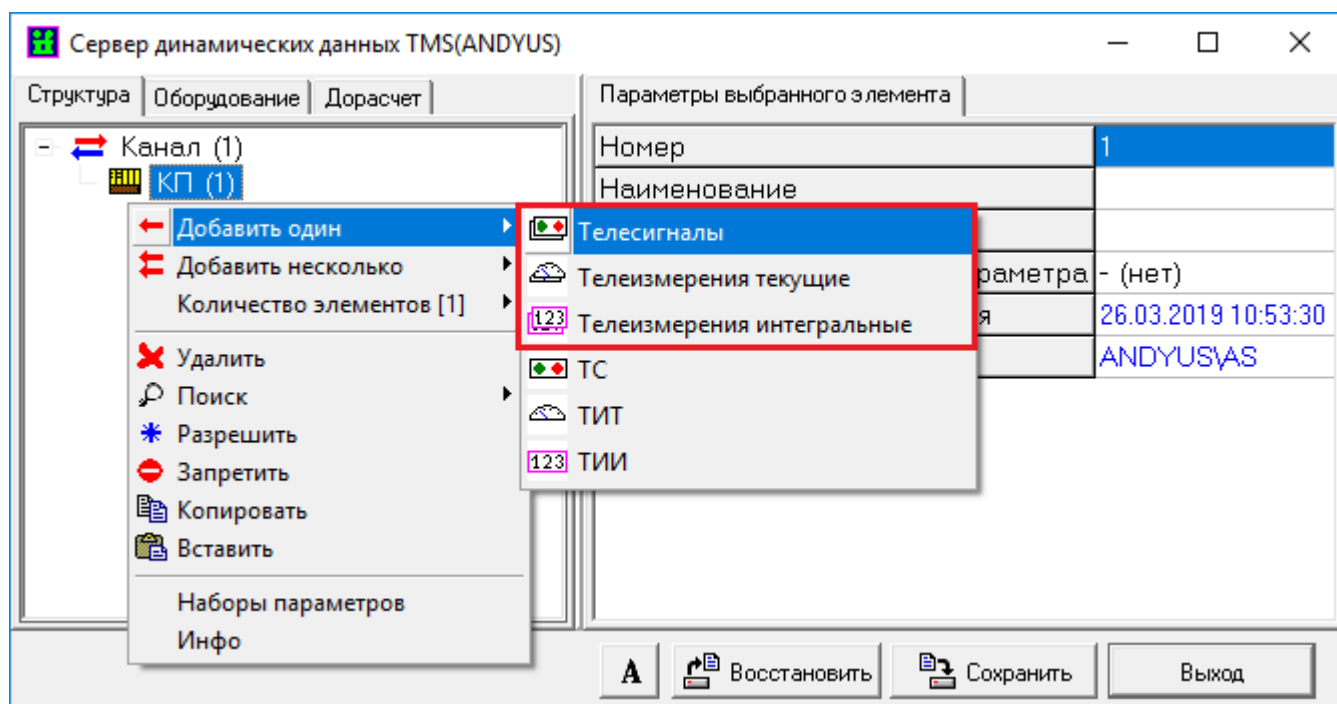 Сервер динамических данных TMS(ANDYUS)
Структура Оборудование Дорасчет
Параметры выбранного элемента
Канал (1)
КП (1)
Номер 1
Наименование
раметра - (нет)
я 26.03.2019 10:53:30
ANDYUS\AS
Добавить один
Добавить несколько
Количество элементов [1]
Удалить
Поиск
Разрешить
Запретить
Копировать
Вставить
Наборы параметров
Инфо
Телесигналы
Телеизмерения текущие
123 Телеизмерения интегральные
ТС
ТИТ
123 ТИИ
A Восстановить Сохранить Выход